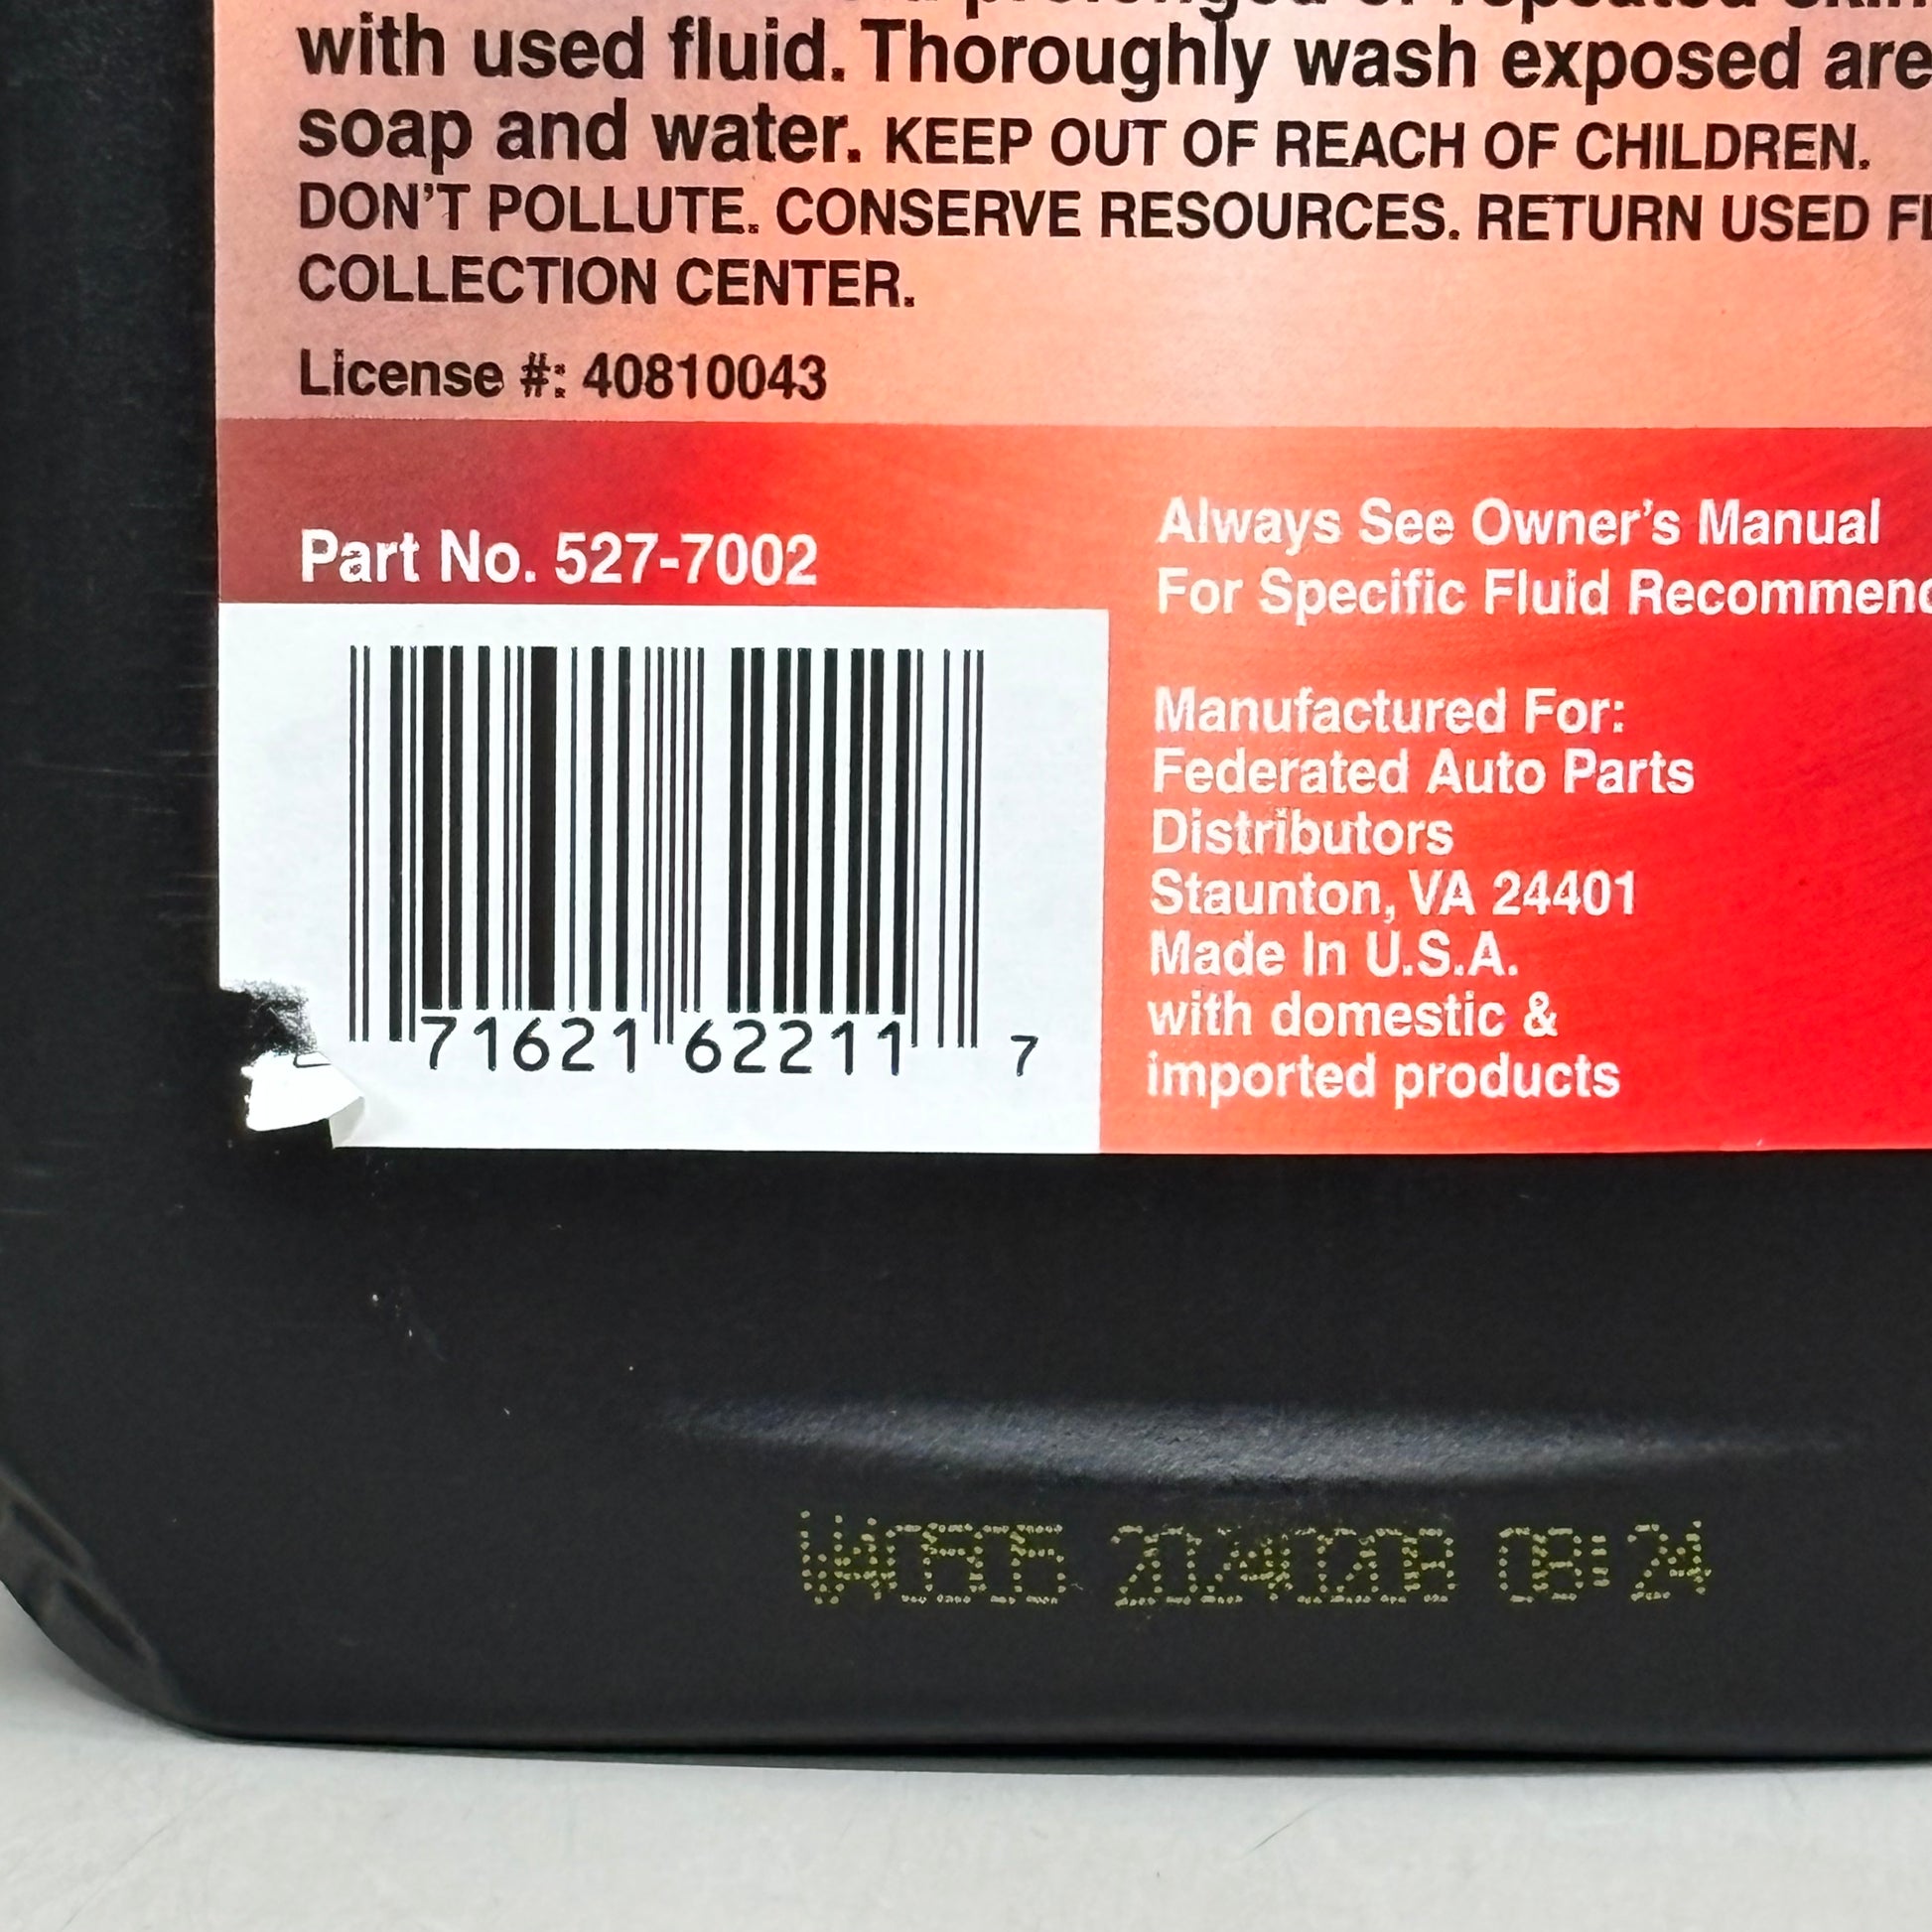 with used fluid. Thoroughly wash exposed are
soap and water. KEEP OUT OF REACH OF CHILDREN.
DON'T POLLUTE. CONSERVE RESOURCES. RETURN USED FL
COLLECTION CENTER.
License #: 40810043
Part No. 527-7002
71621 62211 7
Always See Owner's Manual
For Specific Fluid Recommend
Manufactured For:
Federated Auto Parts
Distributors
Staunton, VA 24401
Made In U.S.A.
with domestic &
imported products
20240208 08:24